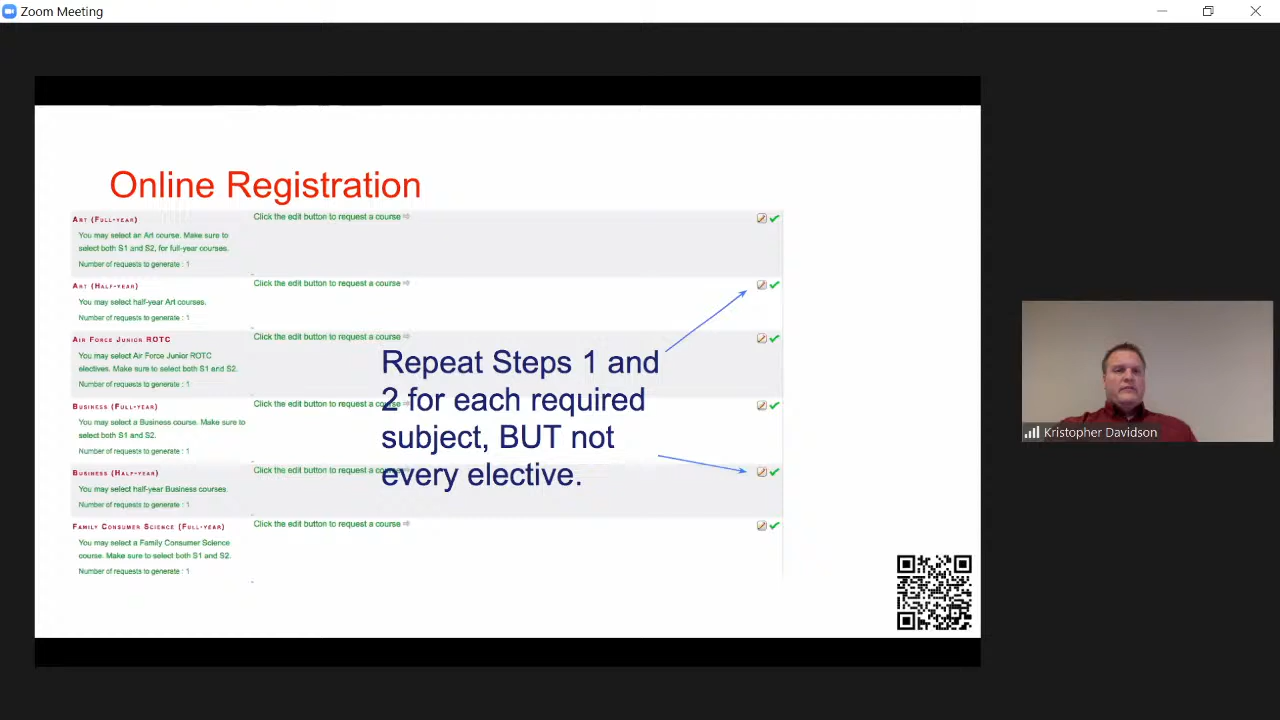 Zoom Meeting
Online Registration
ART (FULL-YEAR)
Click the edit button to request a course
You may select an Art course. Make sure to
select both S1 and S2, for full-year courses.
Number of requests to generate : 1
ART (HALF-YEAR)
Click the edit button to request a course
You may select half-year Art courses.
Number of requests to generate : 1
AIR FORCE JUNIOR ROTC
Click the edit button to request a course
You may select Air Force Junior ROTC
electives. Make sure to select both S1 and S2.
Number of requests to generate : 1
BUSINESS (FULL-YEAR)
Click the edit button to request a course
You may select a Business course. Make sure to
select both S1 and S2.
Number of requests to generate : 1
BUSINESS (HALF-YEAR)
Click the edit button to request a course
You may select half-year Business courses.
Number of requests to generate : 1
FAMILY CONSUMER SCIENCE (FULL-YEAR)
Click the edit button to request a course
You may select a Family Consumer Science
course. Make sure to select both S1 and S2.
Number of requests to generate : 1
Repeat Steps 1 and
2 for each required
subject, BUT not
every elective.
Kristopher Davidson